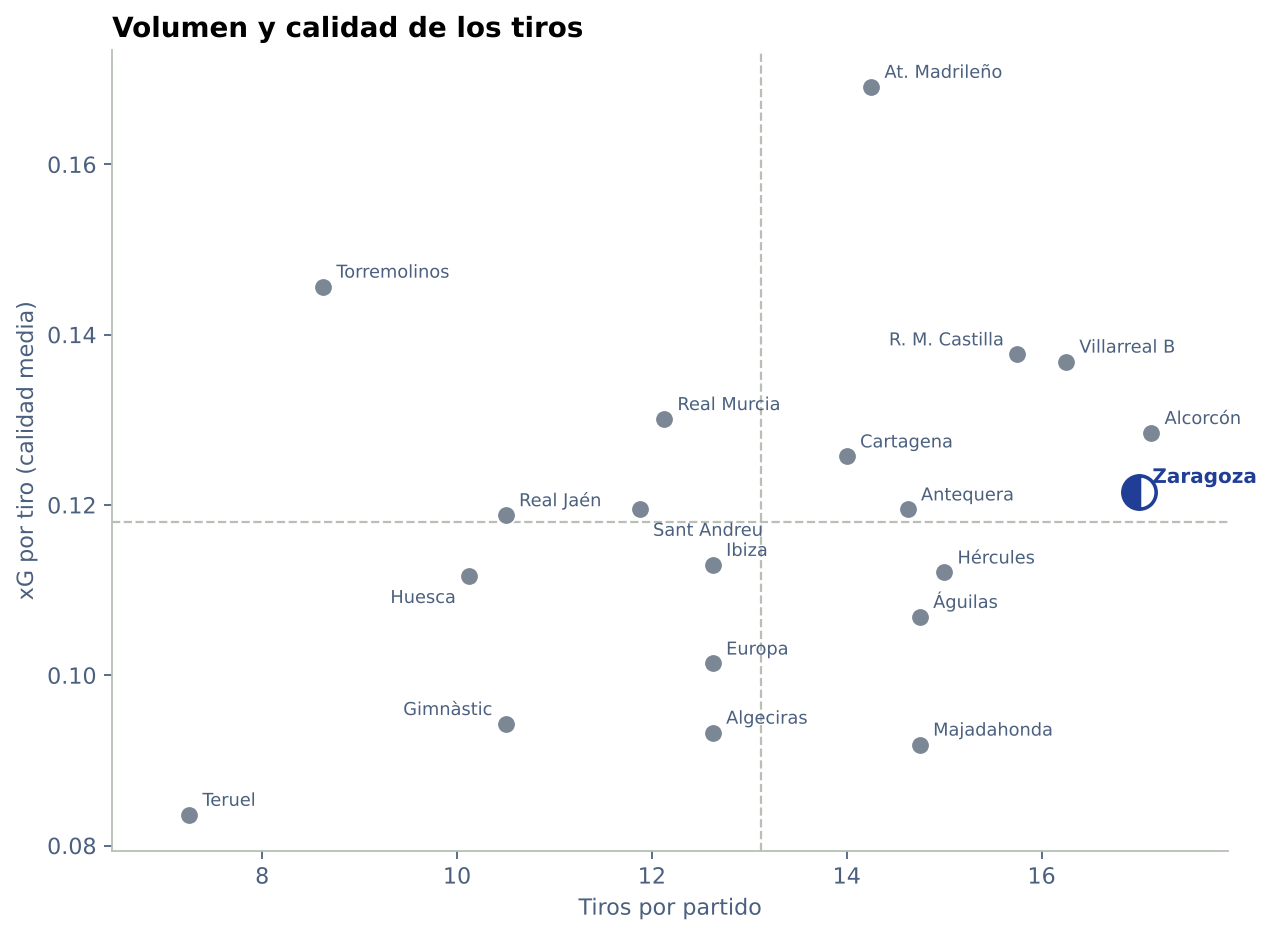 Volumen y calidad de los tiros
At. Madrileño
0.16
Torremolinos
0.14
R. M. Castilla
Villarreal B
Real Murcia
Alcorcón
Cartagena
Zaragoza
Antequera
Real Jaén
0.12
Sant Andreu
Ibiza
Hércules
Huesca
Águilas
0.10
Europa
Gimnàstic
Algeciras
Majadahonda
Teruel
0.08
8 10 12 14 16
Tiros por partido
xG por tiro (calidad media)